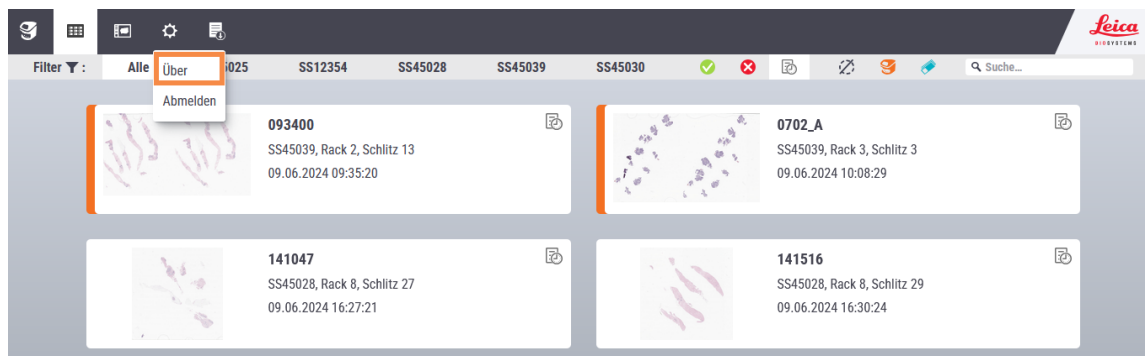 Leica
BIOSYSTEMS
Filter : Alle 5025 SS12354 SS45028 SS45039 SS45030 Suche...
Über
Abmelden
093400
SS45039, Rack 2, Schlitz 13
09.06.2024 09:35:20
0702_A
SS45039, Rack 3, Schlitz 3
09.06.2024 10:08:29
141047
SS45028, Rack 8, Schlitz 27
09.06.2024 16:27:21
141516
SS45028, Rack 8, Schlitz 29
09.06.2024 16:30:24